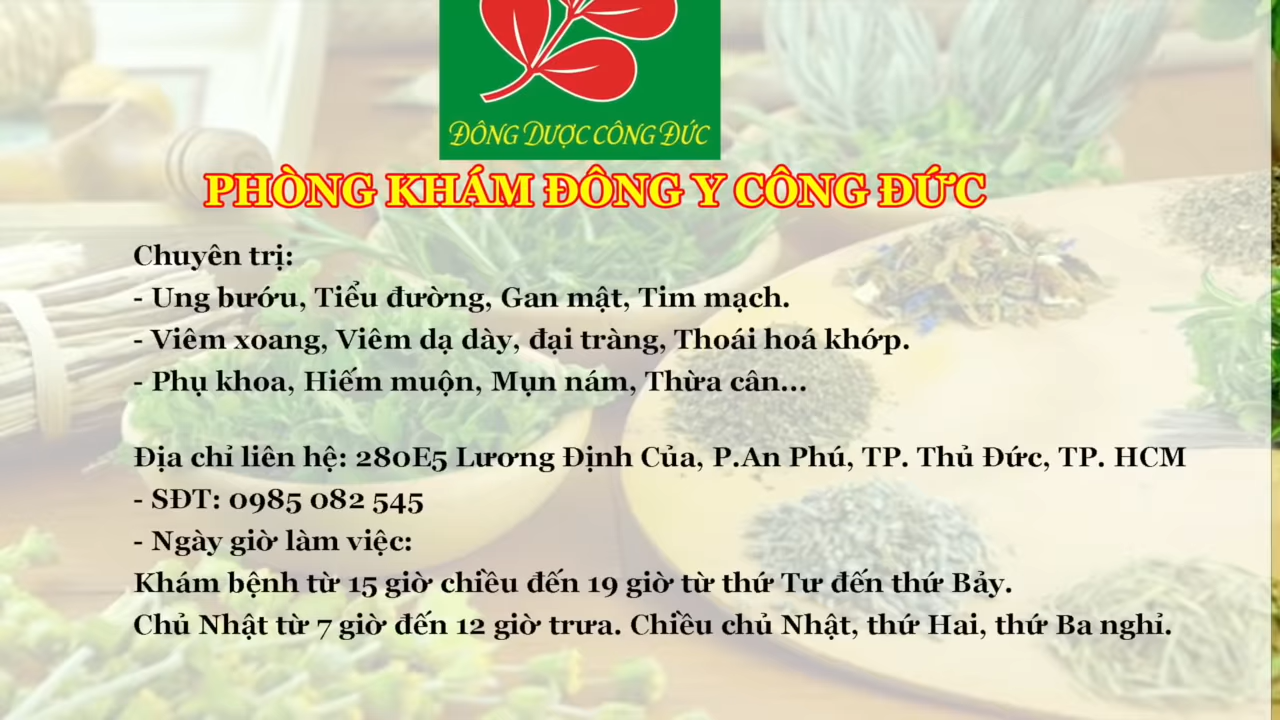 ĐÔNG DƯỢC CÔNG ĐỨC
PHÒNG KHÁM ĐÔNG Y CÔNG ĐỨC
Chuyên trị:
- Ung bướu, Tiểu đường, Gan mật, Tim mạch.
- Viêm xoang, Viêm dạ dày, đại tràng, Thoái hoá khớp.
- Phụ khoa, Hiếm muộn, Mụn nám, Thừa cân...
Địa chỉ liên hệ: 280E5 Lương Định Của, P.An Phú, TP. Thủ Đức, TP. HCM
- SĐT: 0985 082 545
- Ngày giờ làm việc:
Khám bệnh từ 15 giờ chiều đến 19 giờ từ thứ Tư đến thứ Bảy.
Chủ Nhật từ 7 giờ đến 12 giờ trưa. Chiều chủ Nhật, thứ Hai, thứ Ba nghỉ.